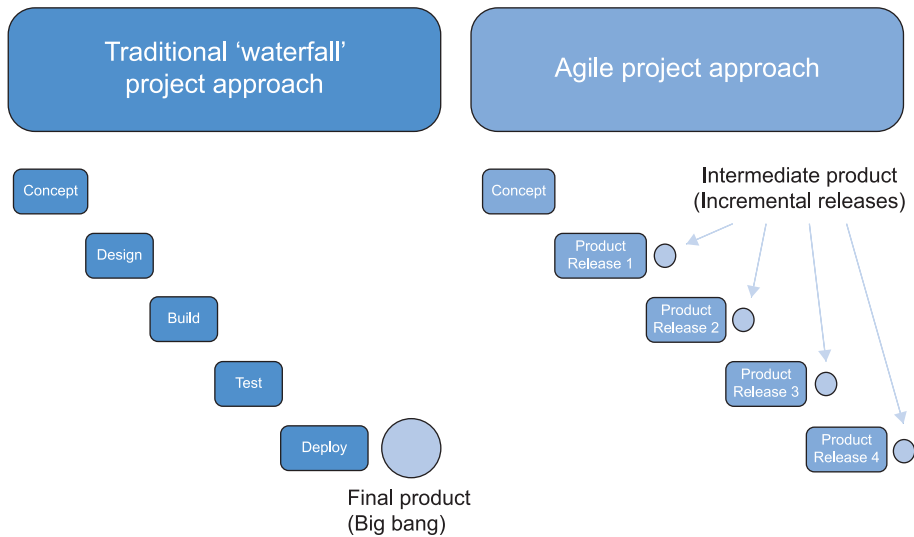 Traditional ‘waterfall’
project approach
Concept
Design
Build
Test
Deploy
Final product
(Big bang)
Agile project approach
Concept
Intermediate product
(Incremental releases)
Product
Release 1
Product
Release 2
Product
Release 3
Product
Release 4